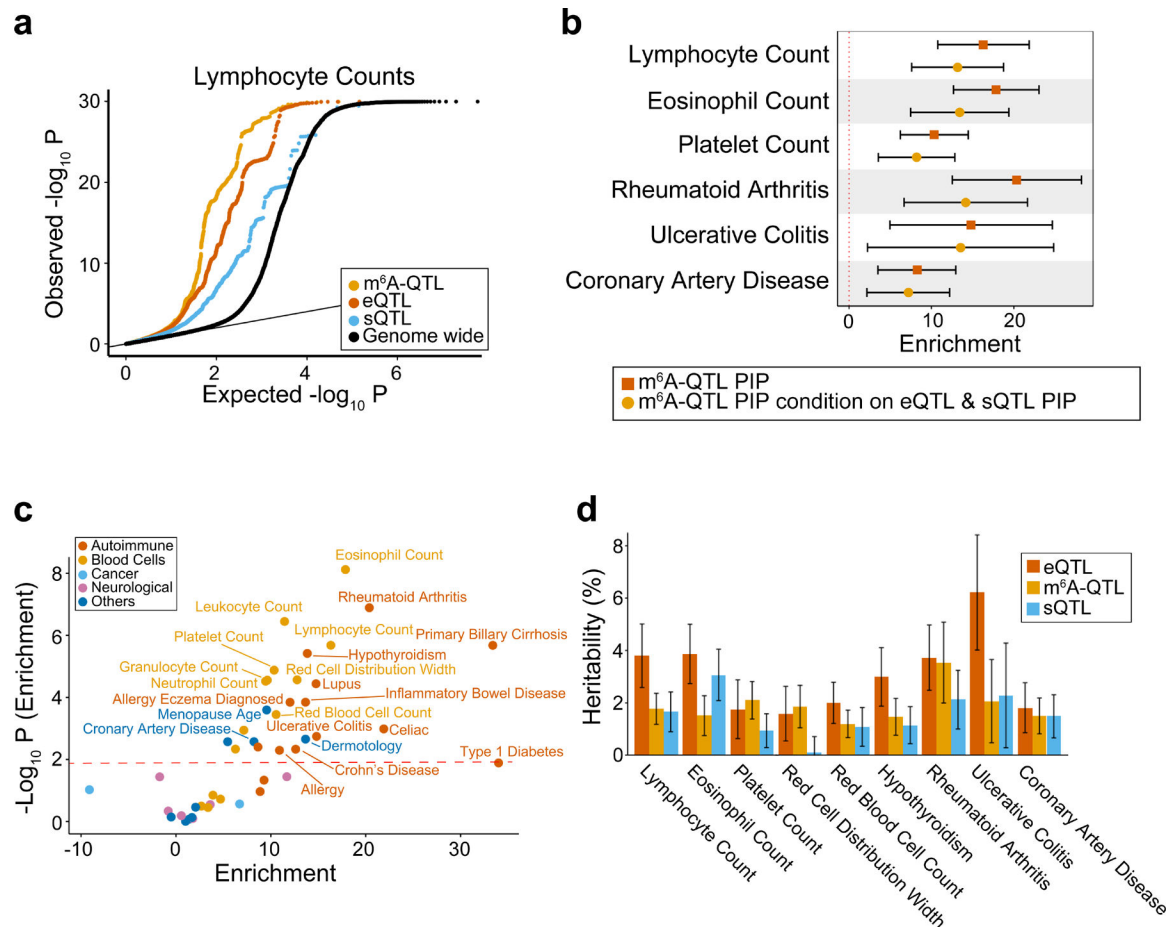 a
Lymphocyte Counts
Observed -log10 P
30
20
10
0
0
2
4
6
Expected -log10 P
m6A-QTL
eQTL
sQTL
Genome wide
b
Lymphocyte Count
Eosinophil Count
Platelet Count
Rheumatoid Arthritis
Ulcerative Colitis
Coronary Artery Disease
0
10
20
Enrichment
m6A-QTL PIP
m6A-QTL PIP condition on eQTL & sQTL PIP
c
Autoimmune
Blood Cells
Cancer
Neurological
Others
-Log10 P (Enrichment)
8
6
4
2
0
Eosinophil Count
Rheumatoid Arthritis
Leukocyte Count
Lymphocyte Count
Primary Billary Cirrhosis
Platelet Count
Hypothyroidism
Granulocyte Count
Red Cell Distribution Width
Neutrophil Count
Lupus
Allergy Eczema Diagnosed
Inflammatory Bowel Disease
Menopause Age
Red Blood Cell Count
Cronary Artery Disease
Ulcerative Colitis
Celiac
Dermotology
Type 1 Diabetes
Crohn's Disease
Allergy
-10
0
10
20
30
Enrichment
d
Heritability (%)
8
6
4
2
0
eQTL
m6A-QTL
sQTL
Lymphocyte Count
Eosinophil Count
Platelet Count
Red Cell Distribution Width
Red Blood Cell Count
Hypothyroidism
Rheumatoid Arthritis
Ulcerative Colitis
Coronary Artery Disease